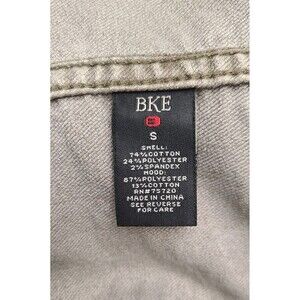 BKE
S
SHELL:
74%COTTON
24%POLYESTER
2%SPANDEX
HOOD:
87%POLYESTER
13%COTTON
RN#75720
MADE IN CHINA
SEE REVERSE
FOR CARE